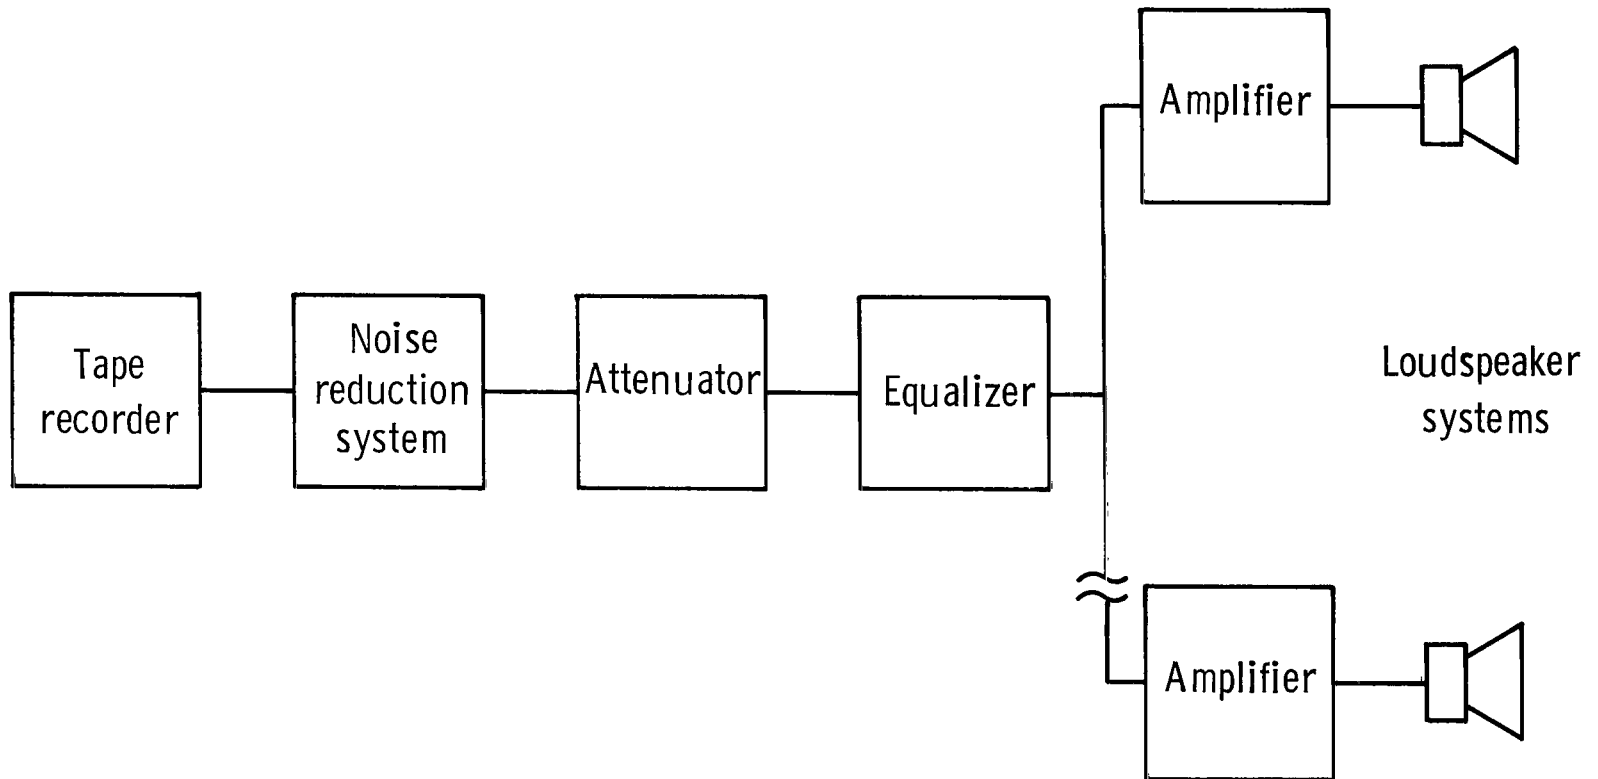 Tape
recorder
Noise
reduction
system
Attenuator
Equalizer
Amplifier
Loudspeaker
systems
Amplifier